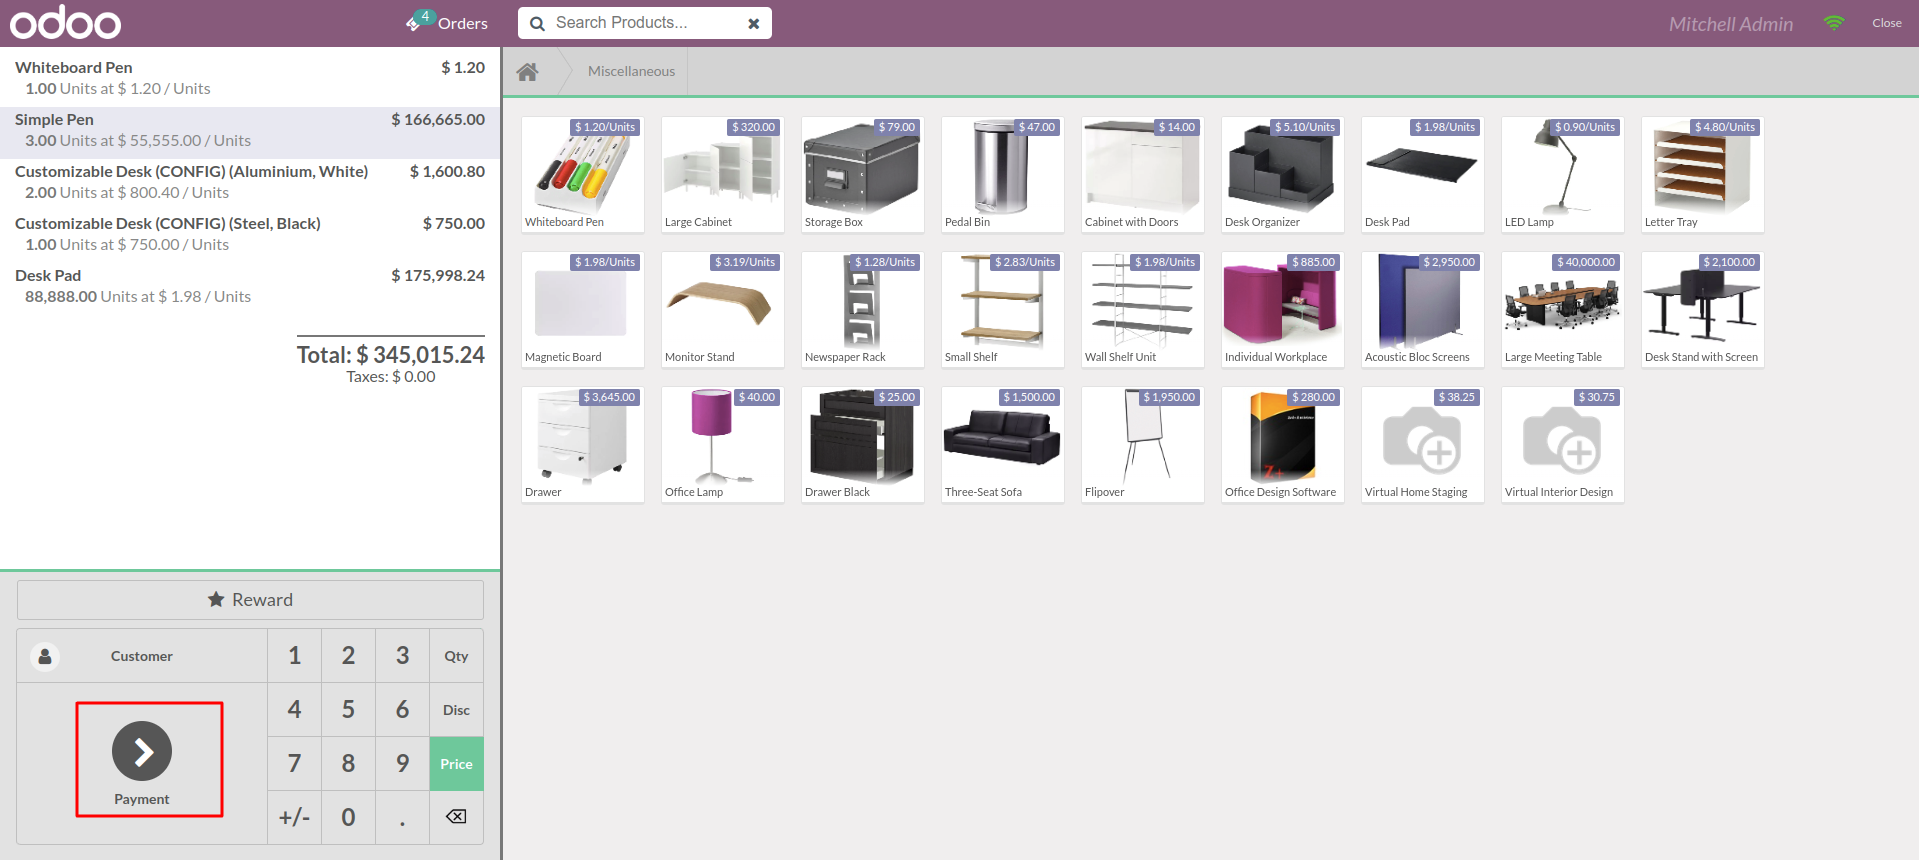 odoo
4
Orders
Search Products...
Mitchell Admin
Close
Whiteboard Pen $ 1.20
1.00 Units at $ 1.20 / Units
Simple Pen $ 166,665.00
3.00 Units at $ 55,555.00 / Units
Customizable Desk (CONFIG) (Aluminium, White) $ 1,600.80
2.00 Units at $ 800.40 / Units
Customizable Desk (CONFIG) (Steel, Black) $ 750.00
1.00 Units at $ 750.00 / Units
Desk Pad $ 175,998.24
88,888.00 Units at $ 1.98 / Units
Total: $ 345,015.24
Taxes: $ 0.00
Reward
Customer
Payment
1 2 3 Qty
4 5 6 Disc
7 8 9 Price
+/- 0 .
Miscellaneous
$ 1.20/Units
Whiteboard Pen
$ 320.00
Large Cabinet
$ 79.00
Storage Box
$ 47.00
Pedal Bin
$ 14.00
Cabinet with Doors
$ 5.10/Units
Desk Organizer
$ 1.98/Units
Desk Pad
$ 0.90/Units
LED Lamp
$ 4.80/Units
Letter Tray
$ 1.98/Units
Magnetic Board
$ 3.19/Units
Monitor Stand
$ 1.28/Units
Newspaper Rack
$ 2.83/Units
Small Shelf
$ 1.98/Units
Wall Shelf Unit
$ 885.00
Individual Workplace
$ 2,950.00
Acoustic Bloc Screens
$ 40,000.00
Large Meeting Table
$ 2,100.00
Desk Stand with Screen
$ 3,645.00
Drawer
$ 40.00
Office Lamp
$ 25.00
Drawer Black
$ 1,500.00
Three-Seat Sofa
$ 1,950.00
Flipover
$ 280.00
Z+
Office Design Software
$ 38.25
Virtual Home Staging
$ 30.75
Virtual Interior Design